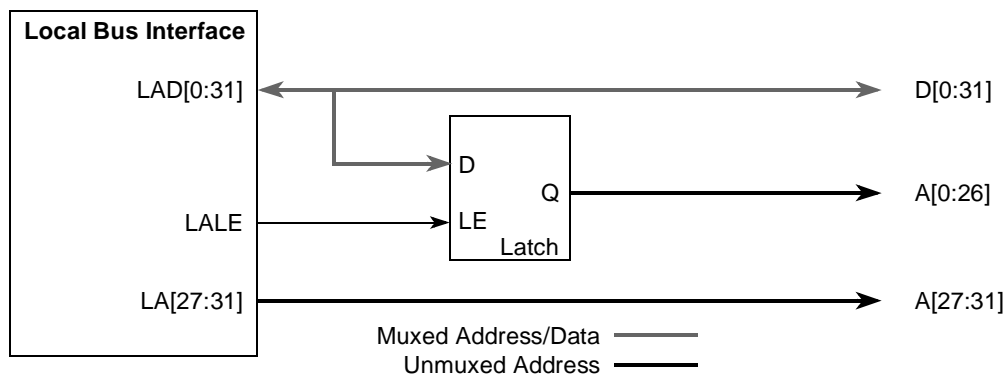 Local Bus Interface
LAD[0:31] D[0:31]
D
Q A[0:26]
LALE LE
Latch
LA[27:31] A[27:31]
Muxed Address/Data
Unmuxed Address